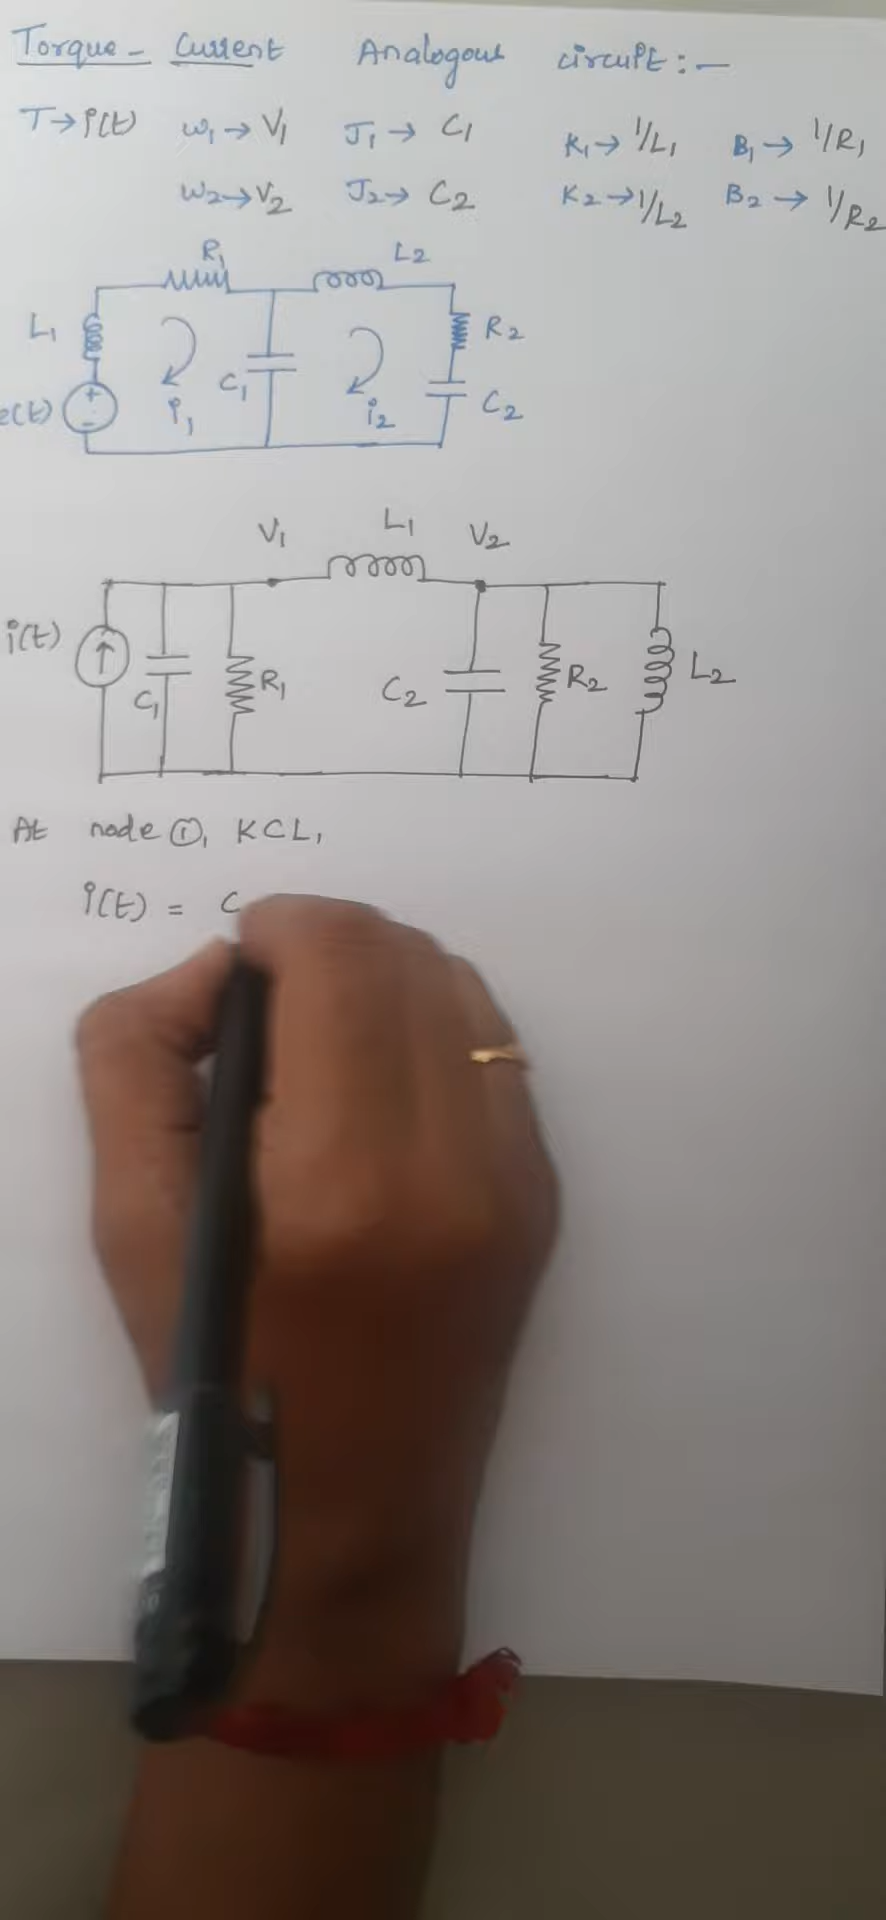 Torque - Current Analogous circuit :-
T→i(t) ω1→V1 J1→ C1 K1→1/L1 B1→ 1/R1
ω2→V2 J2→ C2 K2→1/L2 B2→ 1/R2
R1 L2
L1 R2
C1
e(t) i1 i2 C2
V1 L1 V2
i(t) C1 R1 C2 R2 L2
At node ①, KCL,
i(t) = C